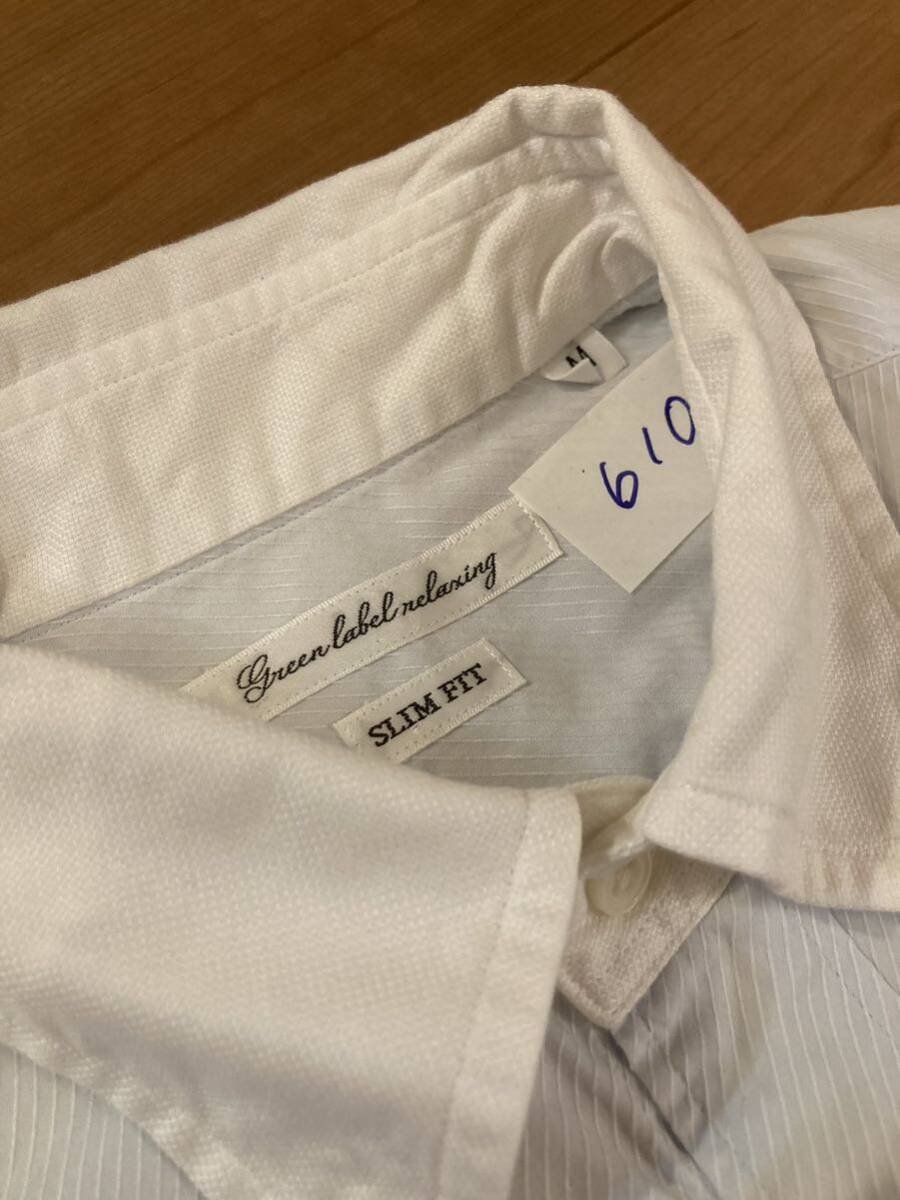 M
610
Green label relaxing
SLIM FIT